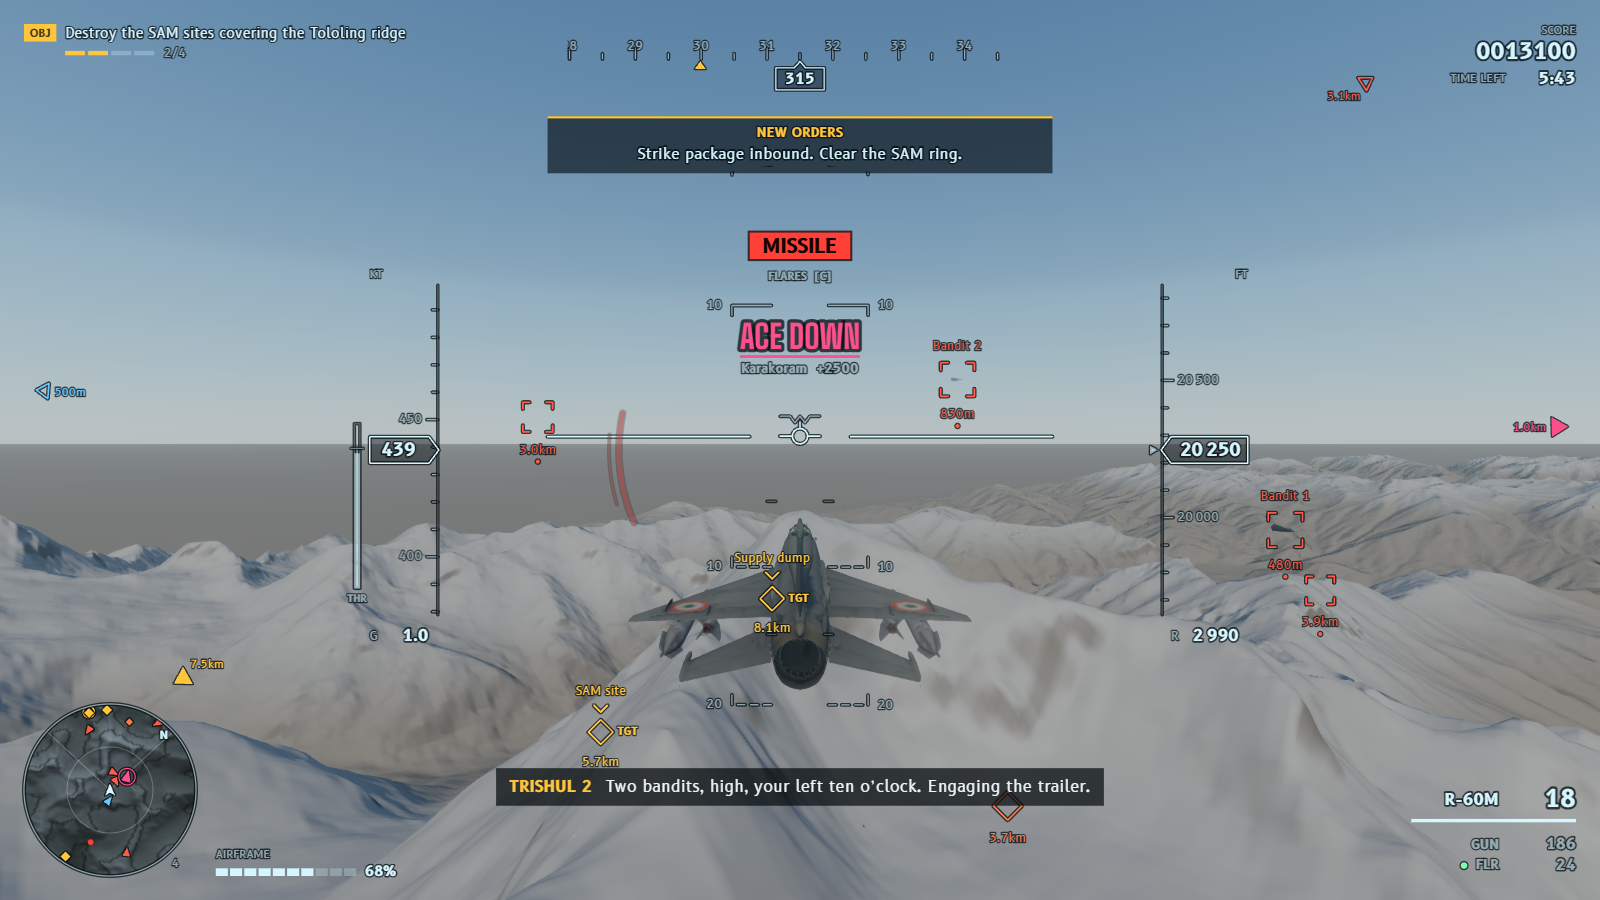 OBJ Destroy the SAM sites covering the Tololing ridge
2/4
8 29 30 31 32 33 34
315
SCORE
0013100
TIME LEFT 5:43
3.1km
NEW ORDERS
Strike package inbound. Clear the SAM ring.
MISSILE
FLARES [C]
KT
FT
10 10
ACE DOWN
Karakoram +2500
Bandit 2
830m
500m
3.0km
450
439
400
THR
G 1.0
20 500
20 250
20 000
R 2 990
1.0km
Bandit 1
480m
3.9km
Supply dump
10 10
TGT
8.1km
7.5km
SAM site
TGT
5.7km
20 20
TRISHUL 2 Two bandits, high, your left ten o'clock. Engaging the trailer.
3.7km
N
4
AIRFRAME
68%
R-60M 18
GUN 186
FLR 24